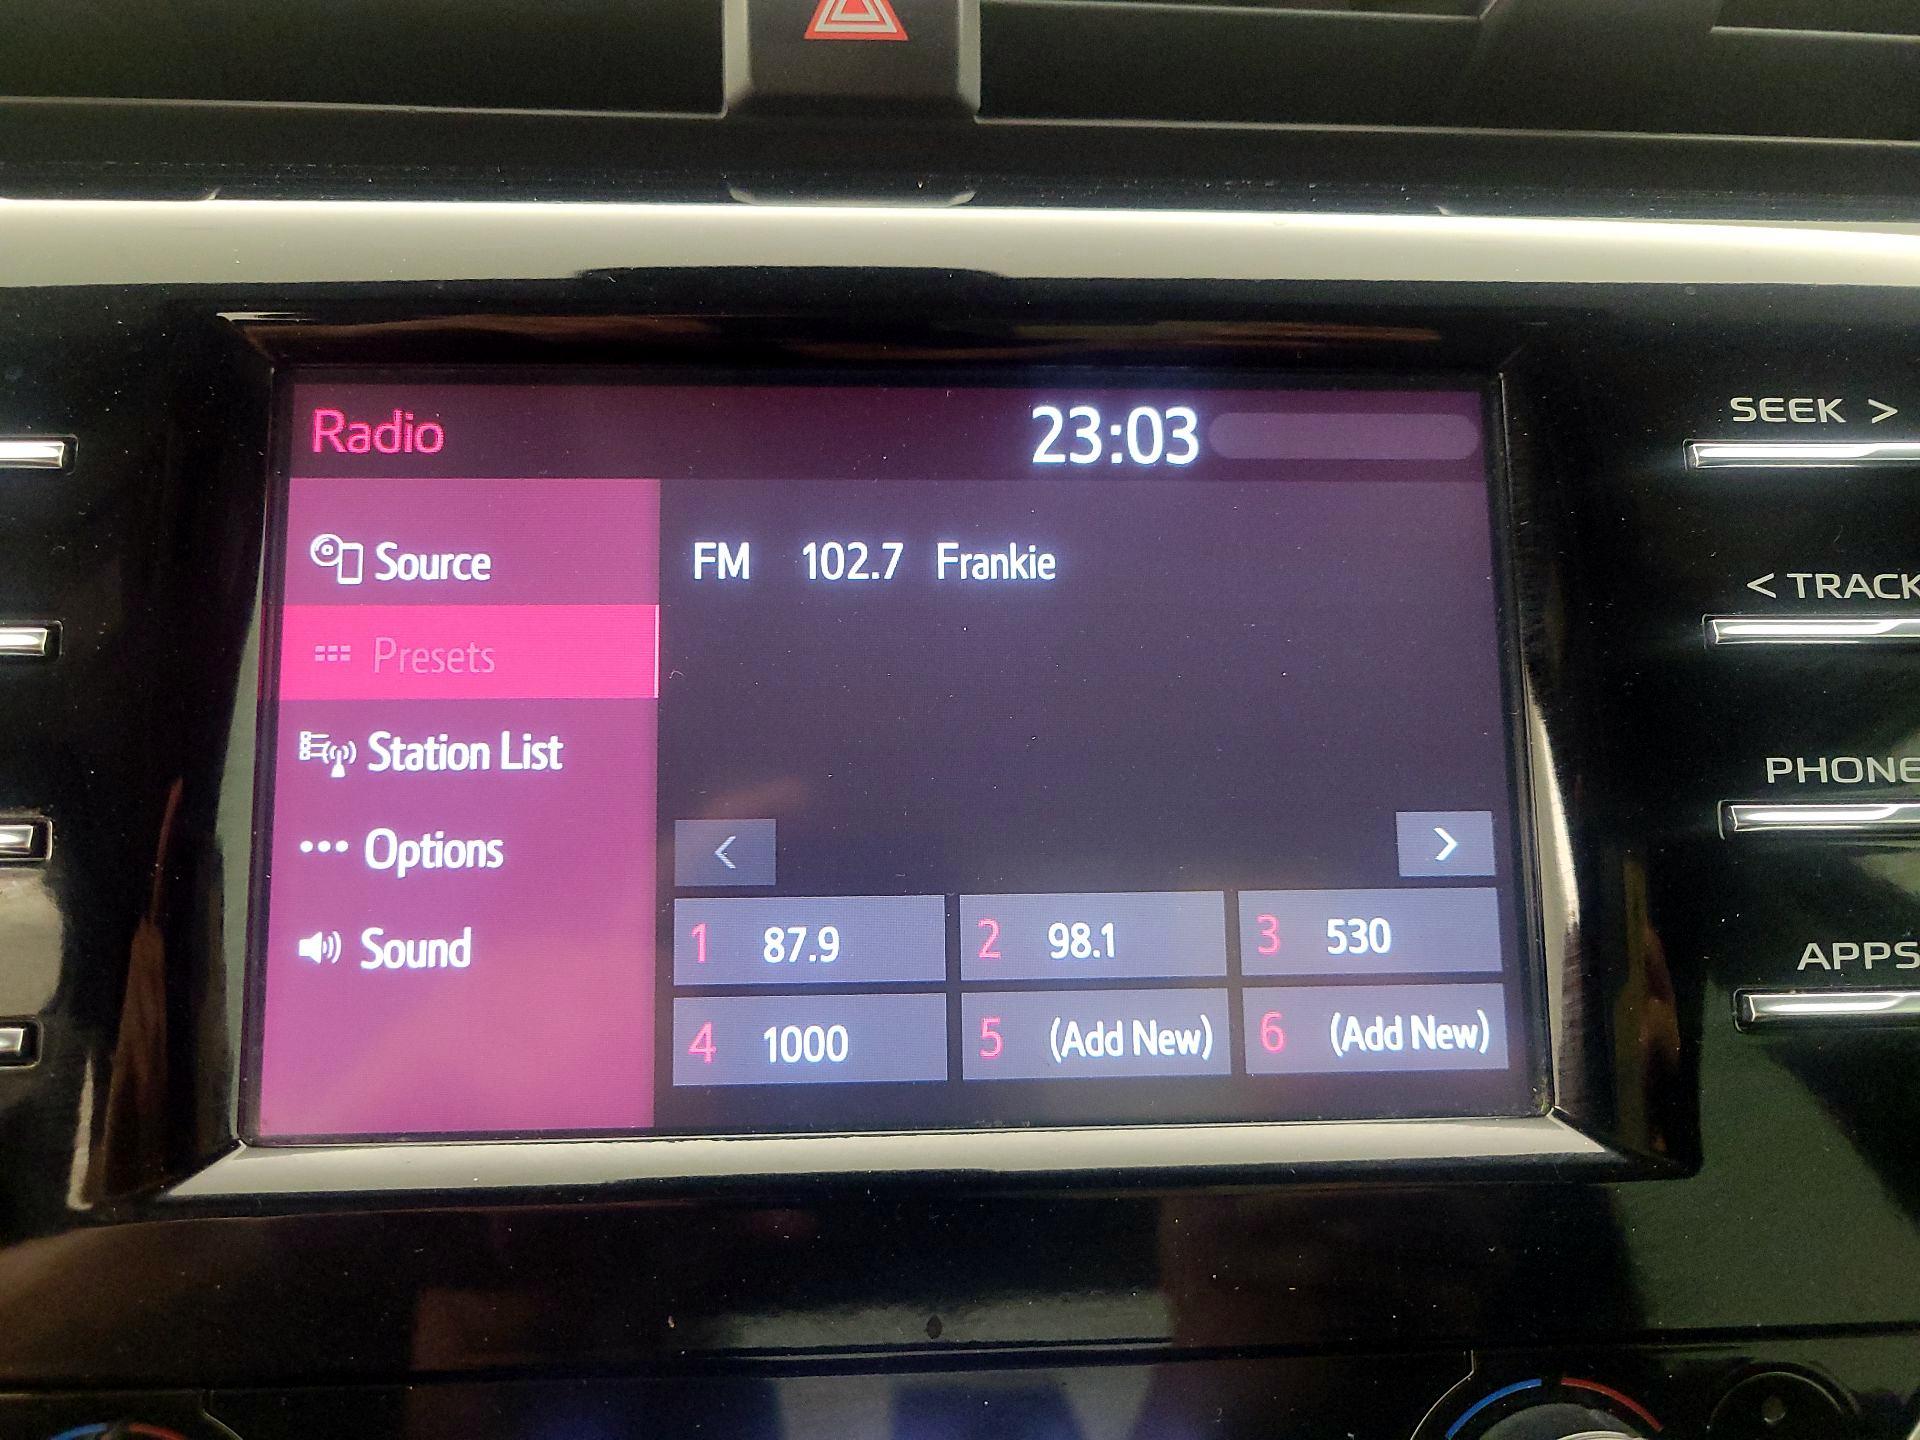 Radio
23:03
Source
Presets
Station List
Options
Sound
FM 102.7 Frankie
<
>
1 87.9
2 98.1
3 530
4 1000
5 (Add New)
6 (Add New)
SEEK >
< TRACK
PHONE
APPS